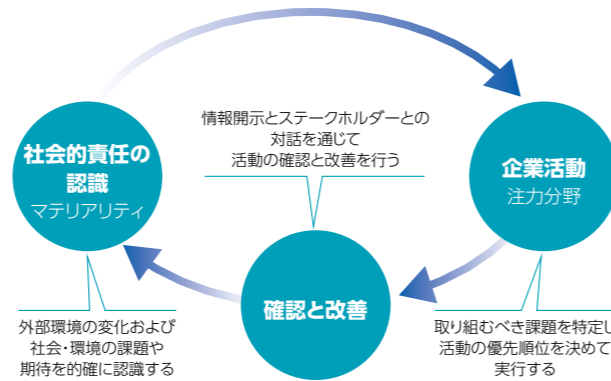 社会的責任の
認識
マテリアリティ
情報開示とステークホルダーとの
対話を通じて
活動の確認と改善を行う
企業活動
注力分野
確認と改善
外部環境の変化および
社会・環境の課題や
期待を的確に認識する
取り組むべき課題を特定し
活動の優先順位を決めて
実行する